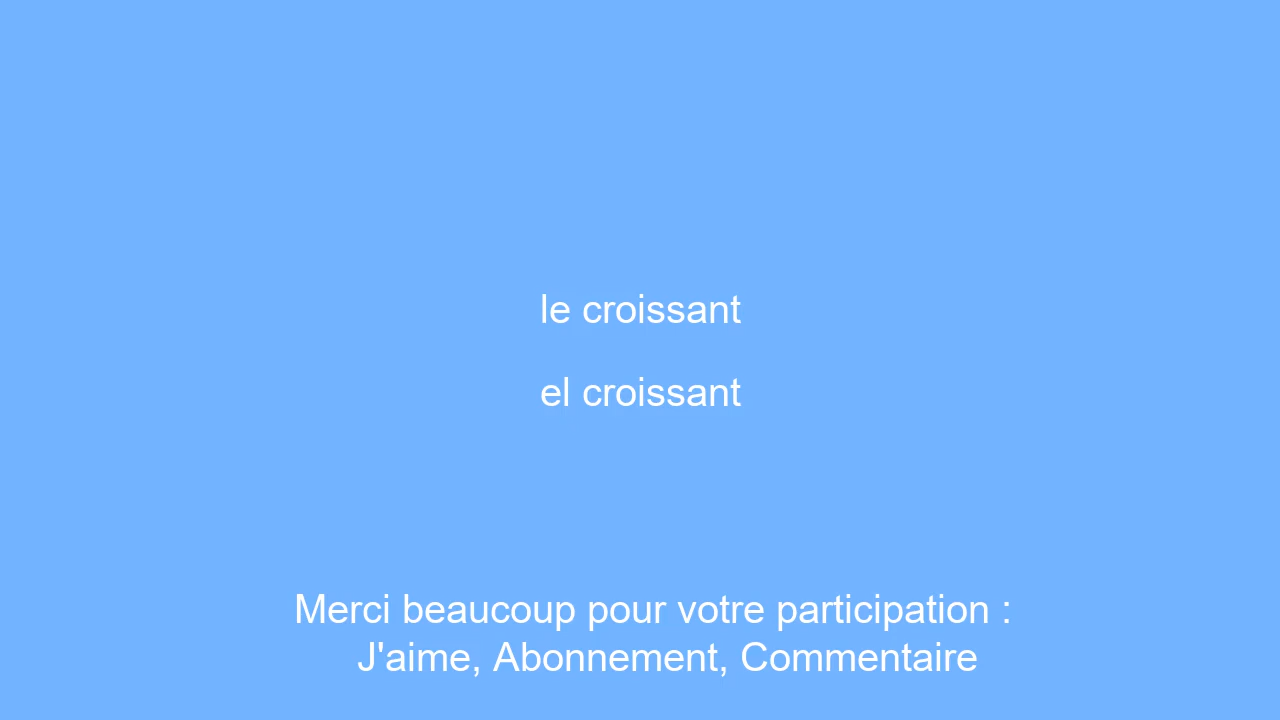 le croissant
el croissant
Merci beaucoup pour votre participation :
J'aime, Abonnement, Commentaire